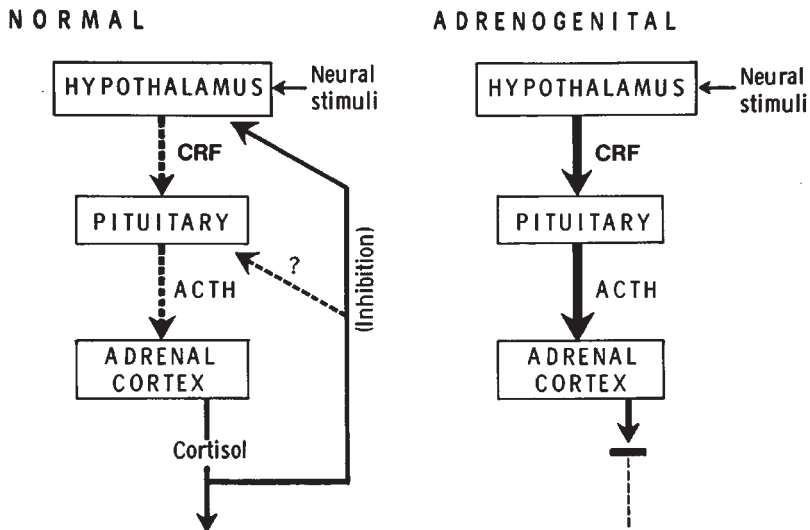 NORMAL
HYPOTHALAMUS
Neural
stimuli
CRF
PITUITARY
?
(Inhibition)
ACTH
ADRENAL
CORTEX
Cortisol
ADRENOGENITAL
HYPOTHALAMUS
Neural
stimuli
CRF
PITUITARY
ACTH
ADRENAL
CORTEX